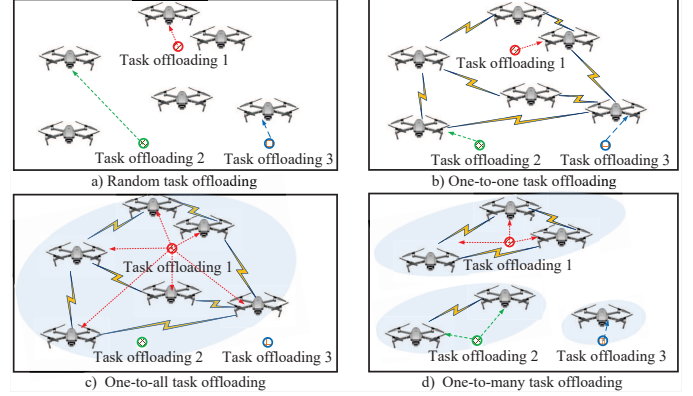 Task offloading 1
Task offloading 2 Task offloading 3
a) Random task offloading
Task offloading 1
Task offloading 2 Task offloading 3
b) One-to-one task offloading
Task offloading 1
Task offloading 2 Task offloading 3
c) One-to-all task offloading
Task offloading 1
Task offloading 2 Task offloading 3
d) One-to-many task offloading